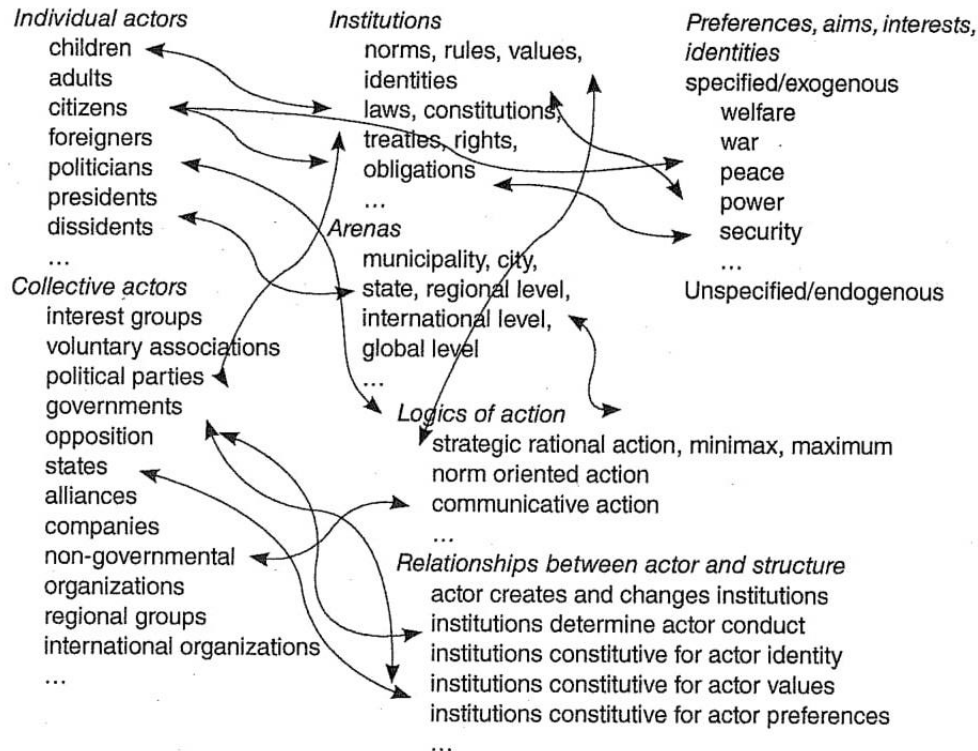 Individual actors
children
adults
citizens
foreigners
politicians
presidents
dissidents
...
Collective actors
interest groups
voluntary associations
political parties
governments
opposition
states
alliances
companies
non-governmental
organizations
regional groups
international organizations
...
Institutions
norms, rules, values,
identities
laws, constitutions,
treaties, rights,
obligations
...
Arenas
municipality, city,
state, regional level,
international level,
global level
...
Preferences, aims, interests,
identities
specified/exogenous
welfare
war
peace
power
security
...
Unspecified/endogenous
Logics of action
strategic rational action, minimax, maximum
norm oriented action
communicative action
...
Relationships between actor and structure
actor creates and changes institutions
institutions determine actor conduct
institutions constitutive for actor identity
institutions constitutive for actor values
institutions constitutive for actor preferences
...